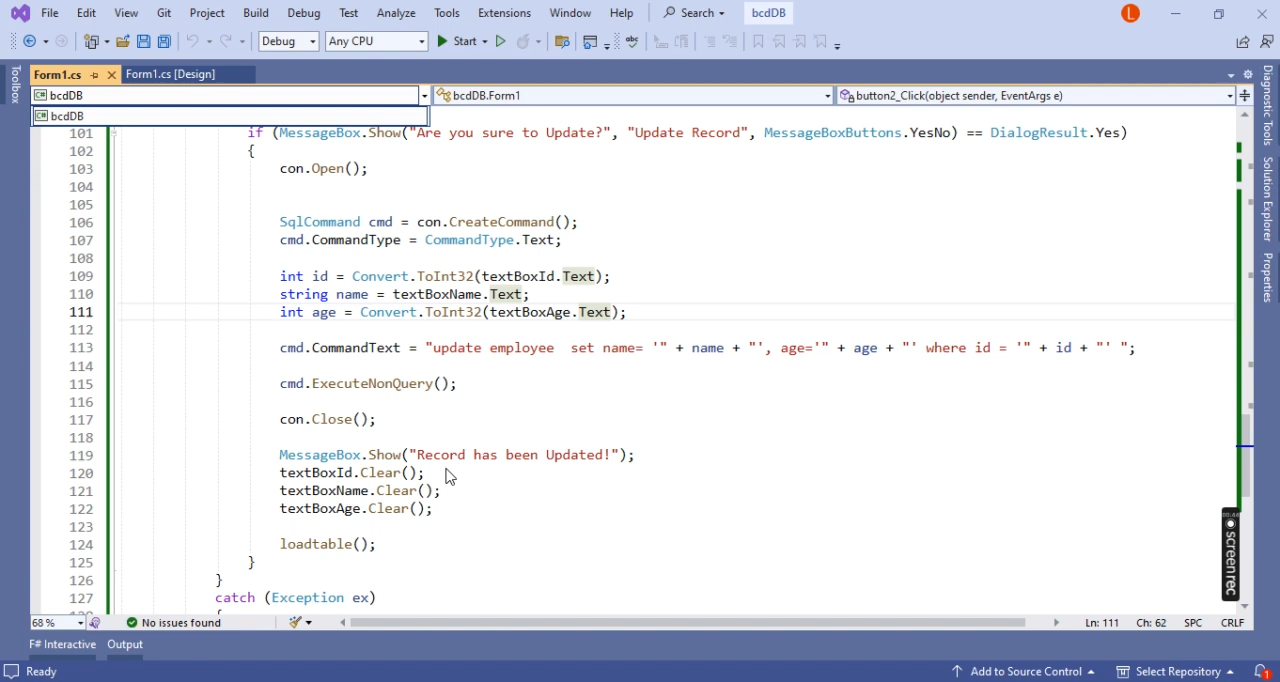 File Edit View Git Project Build Debug Test Analyze Tools Extensions Window Help Search bcdDB L
Debug Any CPU Start abc
Form1.cs Form1.cs [Design]
bcdDB bcdDB.Form1 button2_Click(object sender, EventArgs e)
bcdDB
101 if (MessageBox.Show("Are you sure to Update?", "Update Record", MessageBoxButtons.YesNo) == DialogResult.Yes)
102 {
103 con.Open();
104
105
106 SqlCommand cmd = con.CreateCommand();
107 cmd.CommandType = CommandType.Text;
108
109 int id = Convert.ToInt32(textBoxId.Text);
110 string name = textBoxName.Text;
111 int age = Convert.ToInt32(textBoxAge.Text);
112
113 cmd.CommandText = "update employee  set name= '" + name + "', age='" + age + "' where id = '" + id + "' ";
114
115 cmd.ExecuteNonQuery();
116
117 con.Close();
118
119 MessageBox.Show("Record has been Updated!");
120 textBoxId.Clear();
121 textBoxName.Clear();
122 textBoxAge.Clear();
123
124 loadtable();
125 }
126 }
127 catch (Exception ex)
68 % No issues found Ln: 111 Ch: 62 SPC CRLF
F# Interactive Output
Ready Add to Source Control Select Repository 1
Toolbox
Diagnostic Tools
Solution Explorer
Properties
screenrec